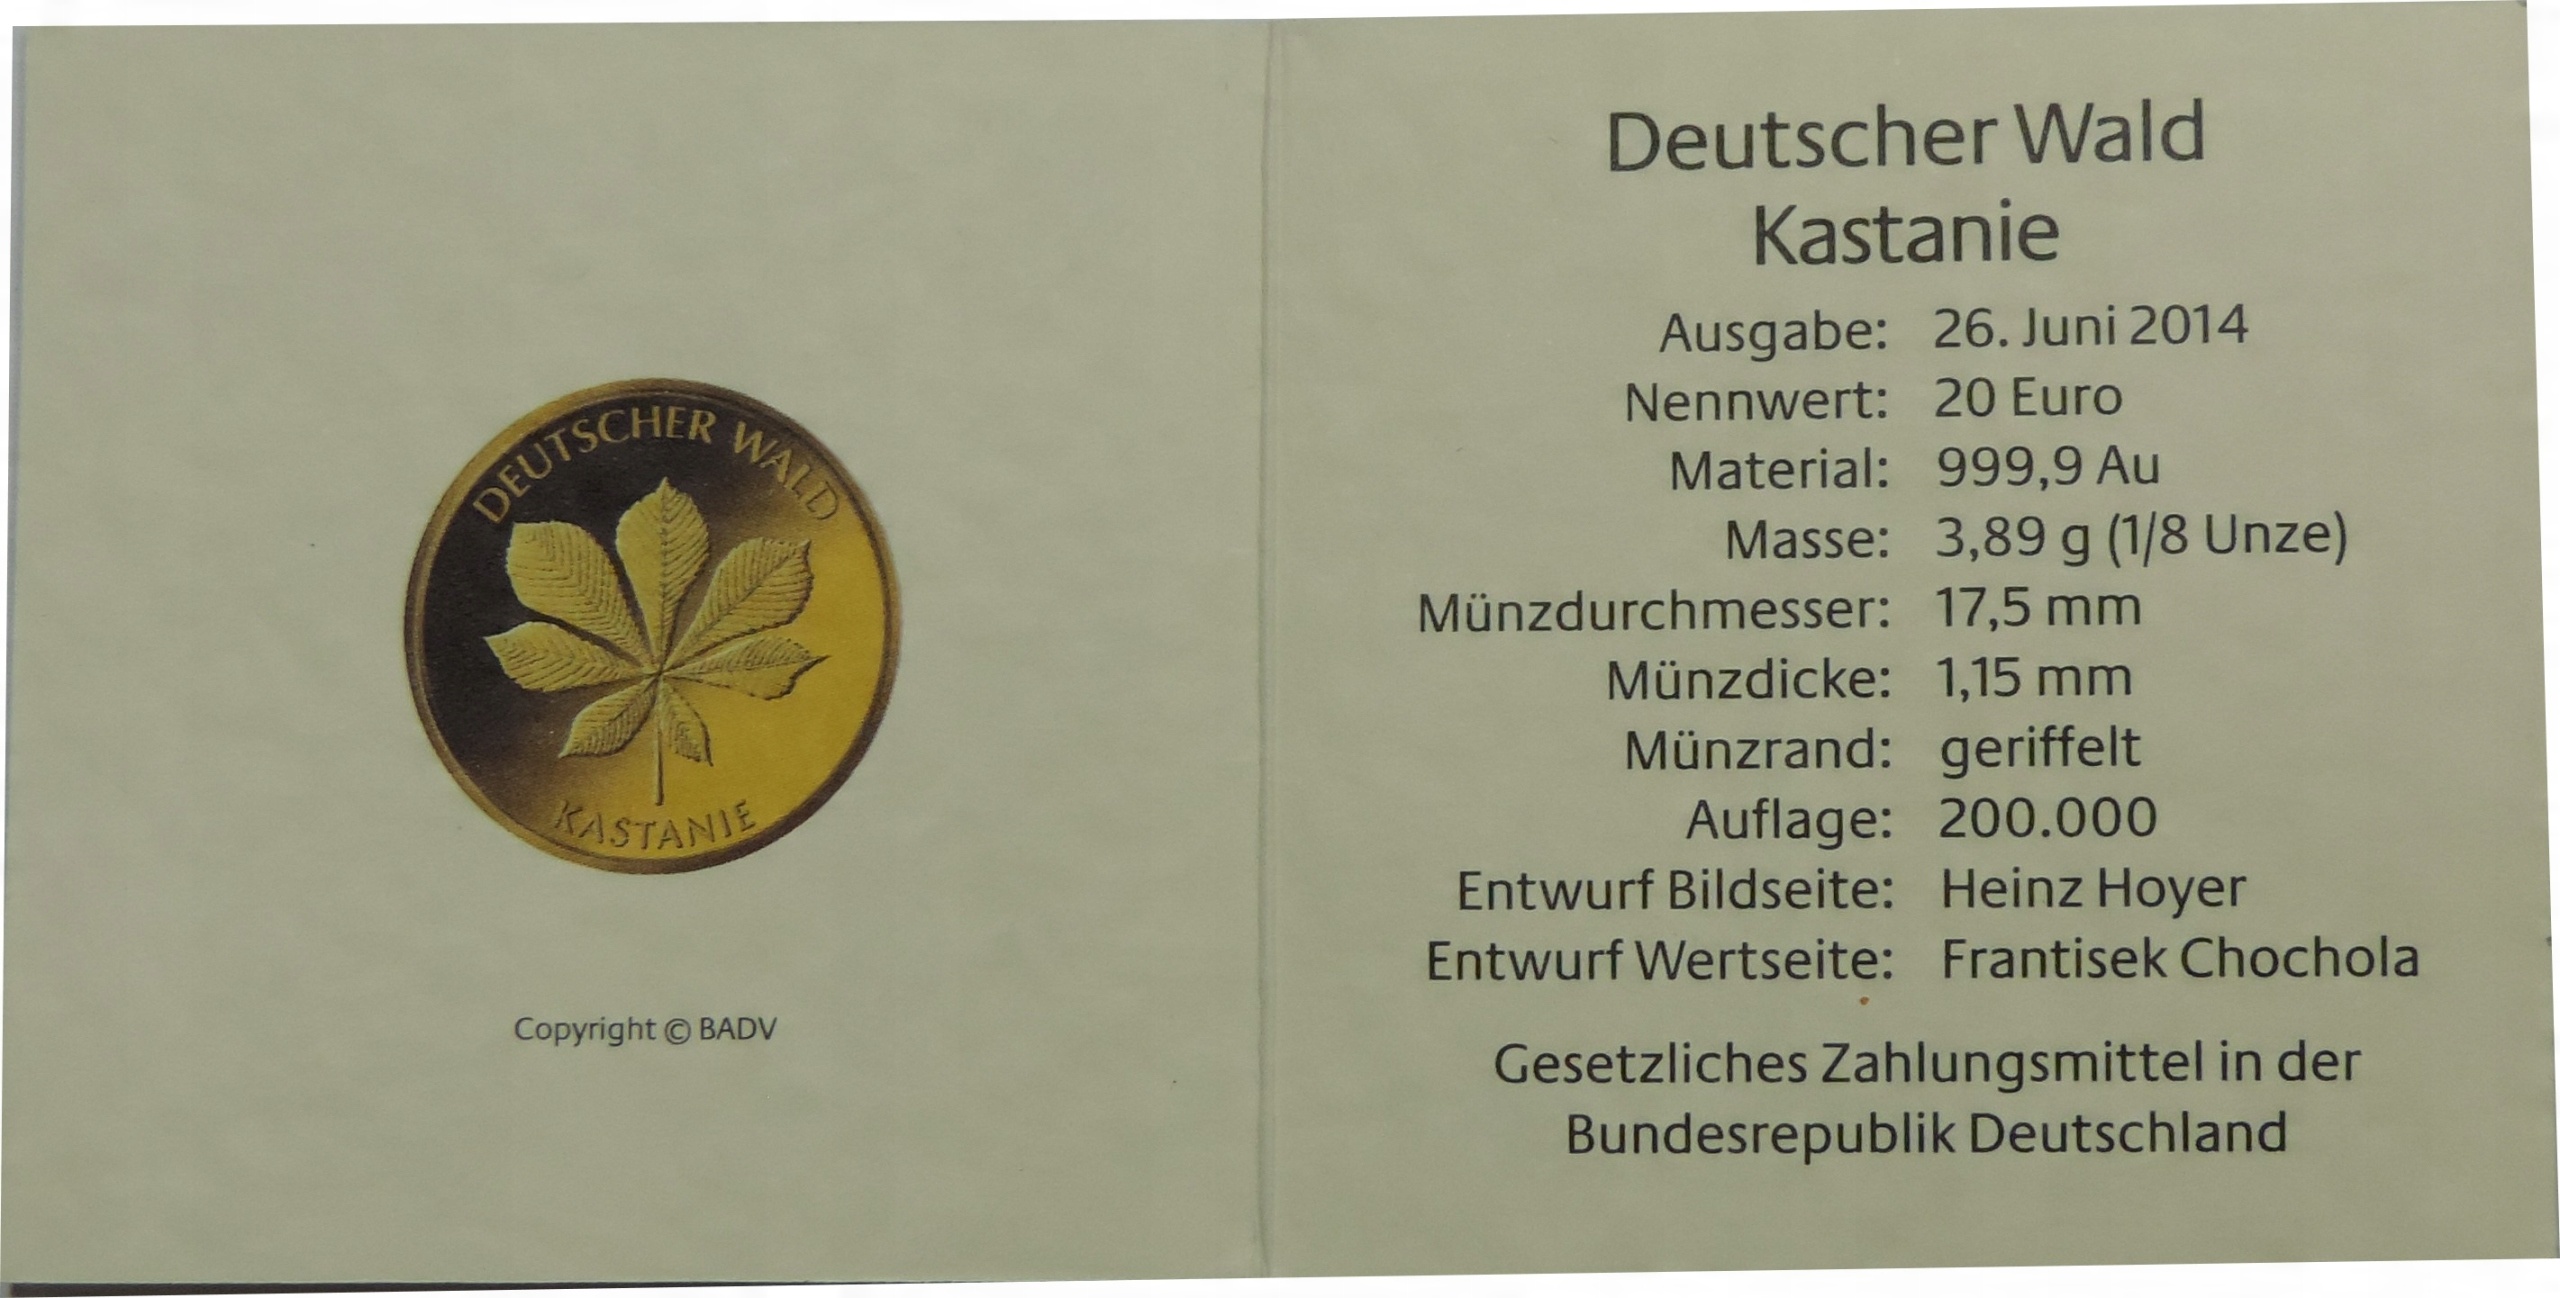 DEUTSCHER WALD
KASTANIE
Copyright © BADV
Deutscher Wald
Kastanie
Ausgabe: 26. Juni 2014
Nennwert: 20 Euro
Material: 999,9 Au
Masse: 3,89 g (1/8 Unze)
Münzdurchmesser: 17,5 mm
Münzdicke: 1,15 mm
Münzrand: geriffelt
Auflage: 200.000
Entwurf Bildseite: Heinz Hoyer
Entwurf Wertseite: Frantisek Chochola
Gesetzliches Zahlungsmittel in der
Bundesrepublik Deutschland